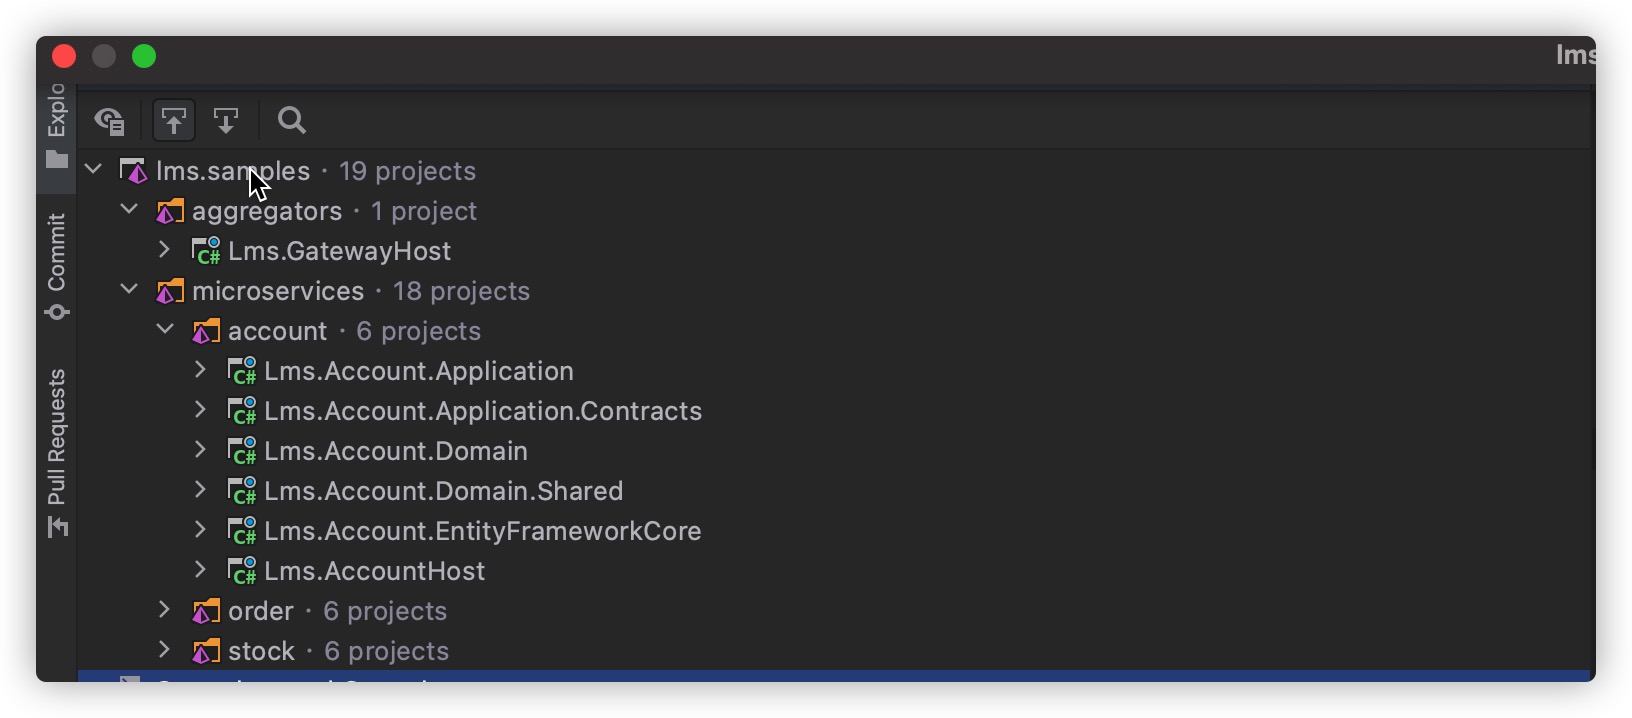 lms
Explo
Commit
Pull Requests
lms.samples · 19 projects
aggregators · 1 project
C# Lms.GatewayHost
microservices · 18 projects
account · 6 projects
C# Lms.Account.Application
C# Lms.Account.Application.Contracts
C# Lms.Account.Domain
C# Lms.Account.Domain.Shared
C# Lms.Account.EntityFrameworkCore
C# Lms.AccountHost
order · 6 projects
stock · 6 projects